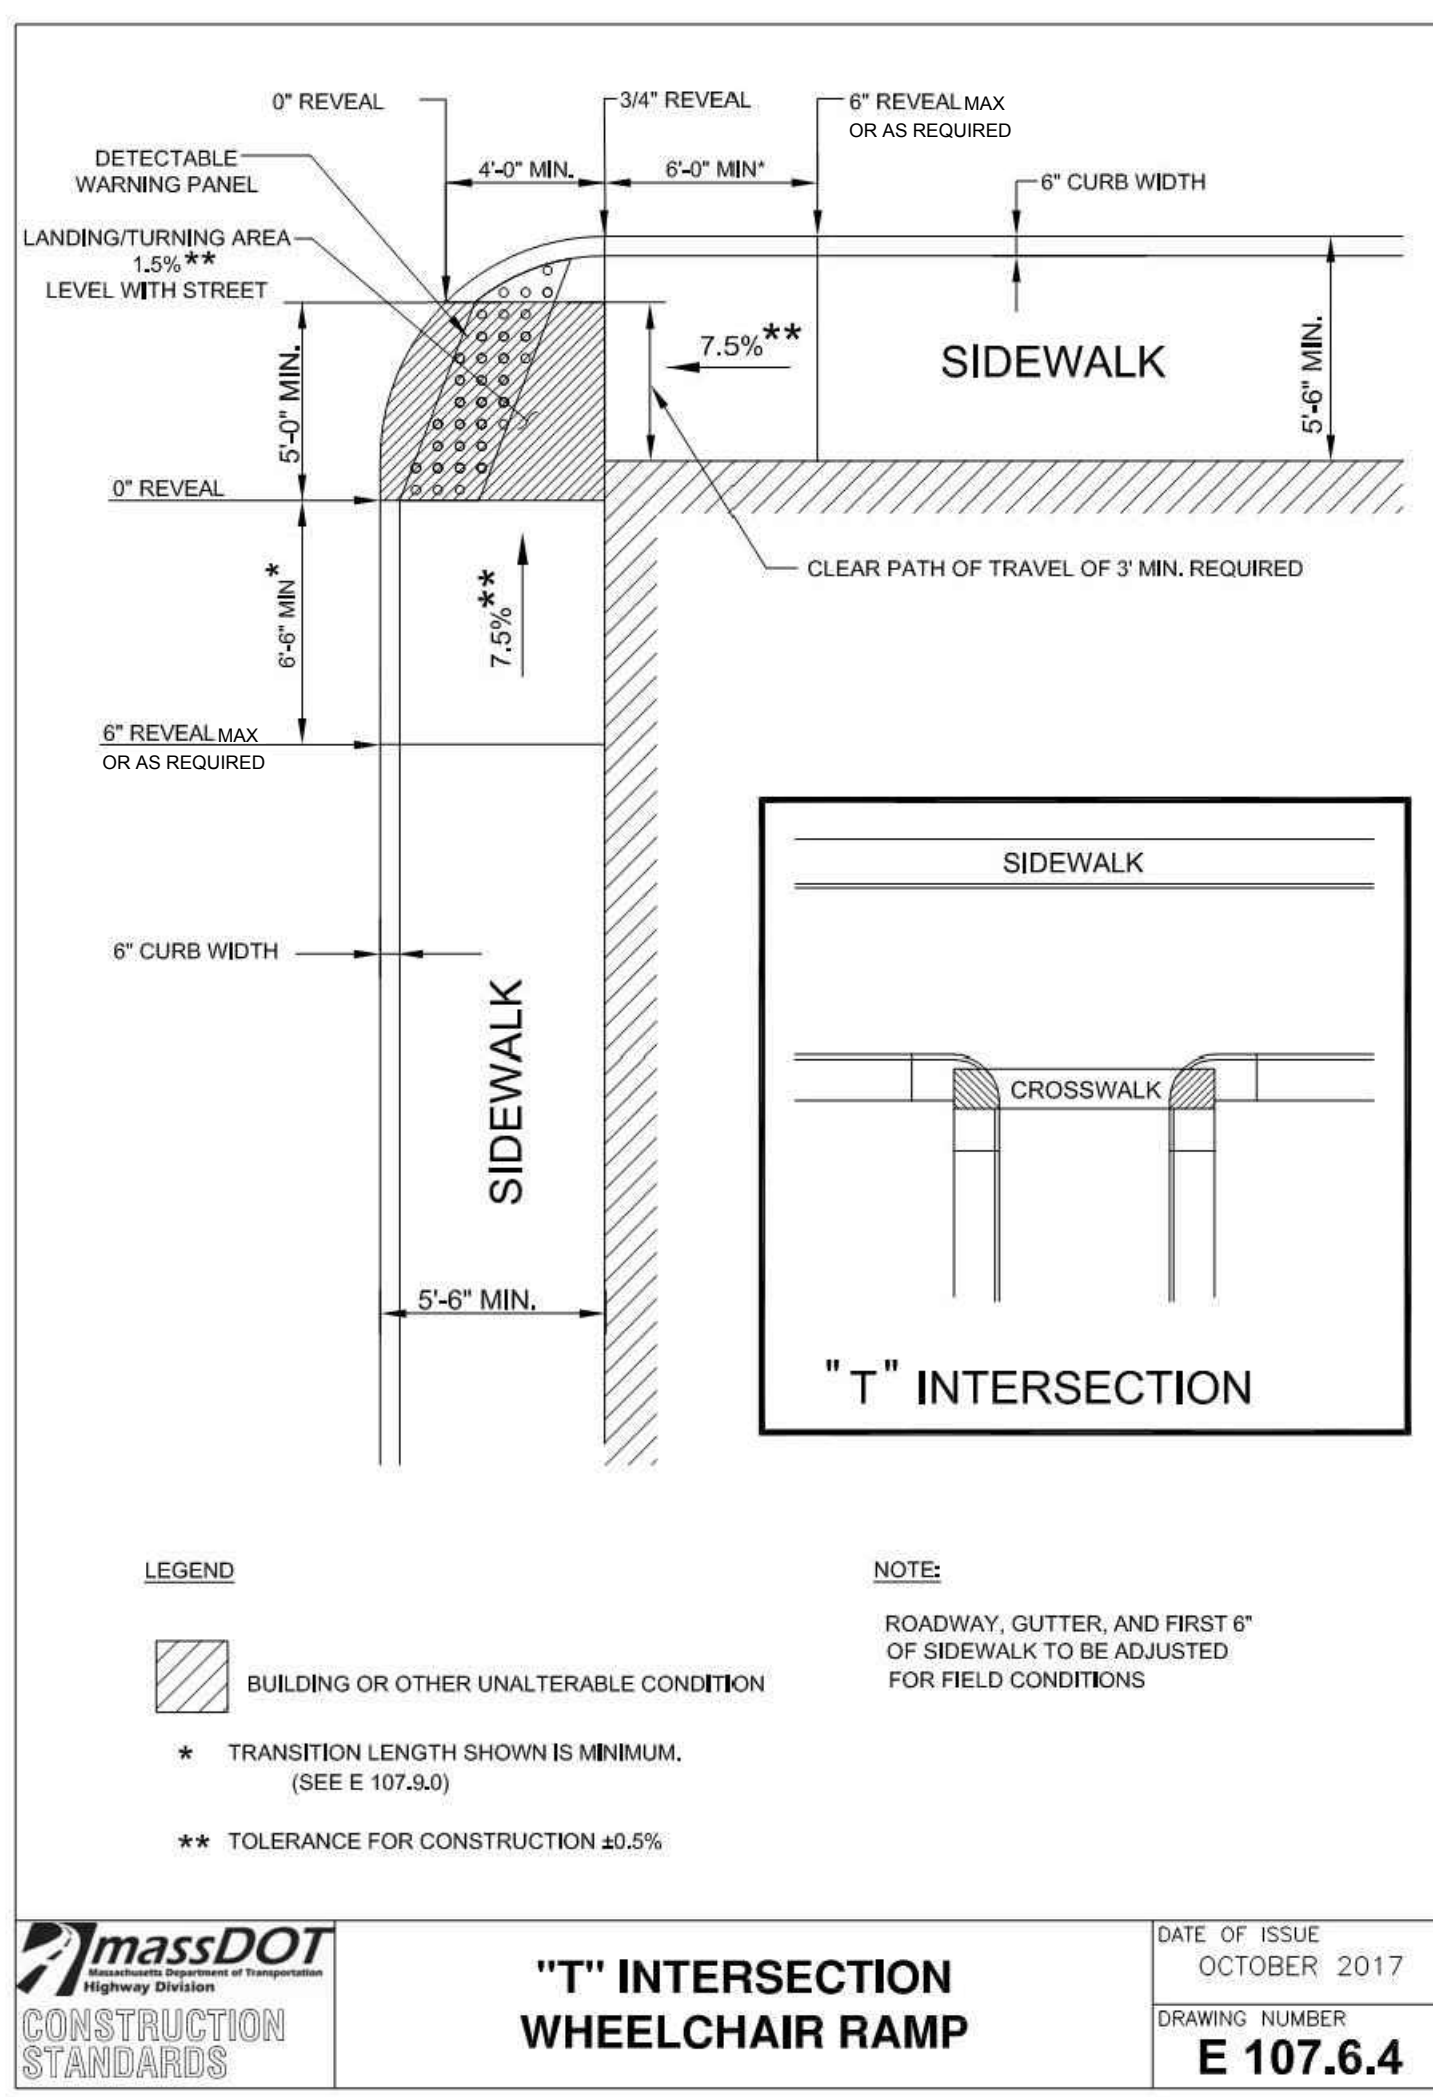 0" REVEAL
3/4" REVEAL
6" REVEAL MAX
OR AS REQUIRED
DETECTABLE
WARNING PANEL
4'-0" MIN.
6'-0" MIN*
6" CURB WIDTH
LANDING/TURNING AREA
1.5%**
LEVEL WITH STREET
7.5%**
SIDEWALK
5'-6" MIN.
5'-0" MIN.
0" REVEAL
CLEAR PATH OF TRAVEL OF 3' MIN. REQUIRED
6'-6" MIN*
7.5%**
6" REVEAL MAX
OR AS REQUIRED
6" CURB WIDTH
SIDEWALK
5'-6" MIN.
SIDEWALK
CROSSWALK
"T" INTERSECTION
LEGEND
BUILDING OR OTHER UNALTERABLE CONDITION
* TRANSITION LENGTH SHOWN IS MINIMUM.
(SEE E 107.9.0)
** TOLERANCE FOR CONSTRUCTION ±0.5%
NOTE:
ROADWAY, GUTTER, AND FIRST 6"
OF SIDEWALK TO BE ADJUSTED
FOR FIELD CONDITIONS
massDOT
Massachusetts Department of Transportation
Highway Division
CONSTRUCTION
STANDARDS
"T" INTERSECTION
WHEELCHAIR RAMP
DATE OF ISSUE
OCTOBER 2017
DRAWING NUMBER
E 107.6.4